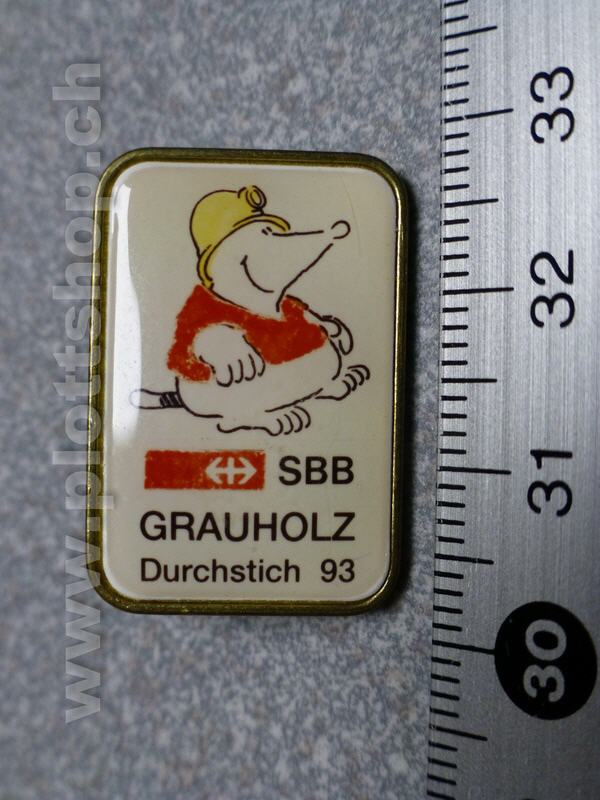 SBB
GRAUHOLZ
Durchstich 93
33
32
31
30
www.plottshop.ch